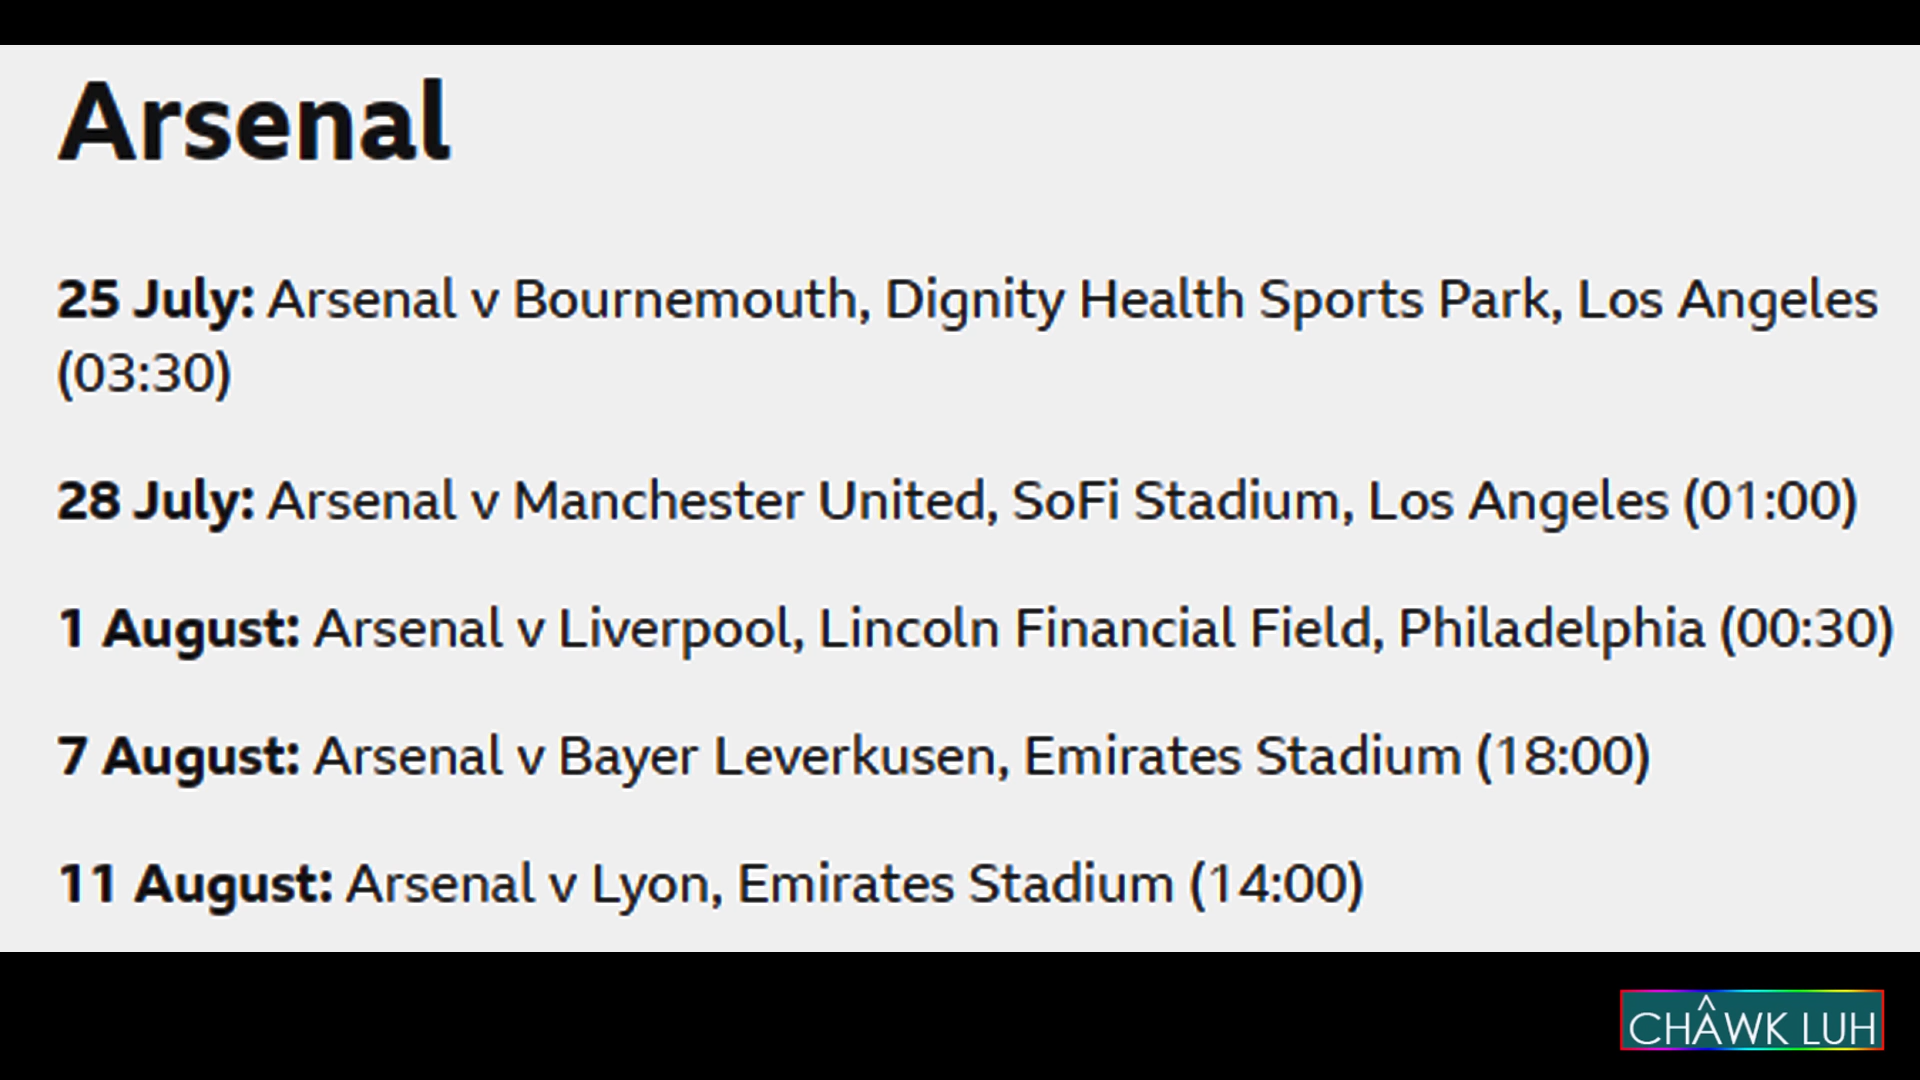 Arsenal
25 July: Arsenal v Bournemouth, Dignity Health Sports Park, Los Angeles
(03:30)
28 July: Arsenal v Manchester United, SoFi Stadium, Los Angeles (01:00)
1 August: Arsenal v Liverpool, Lincoln Financial Field, Philadelphia (00:30)
7 August: Arsenal v Bayer Leverkusen, Emirates Stadium (18:00)
11 August: Arsenal v Lyon, Emirates Stadium (14:00)
CHÂWK LUH